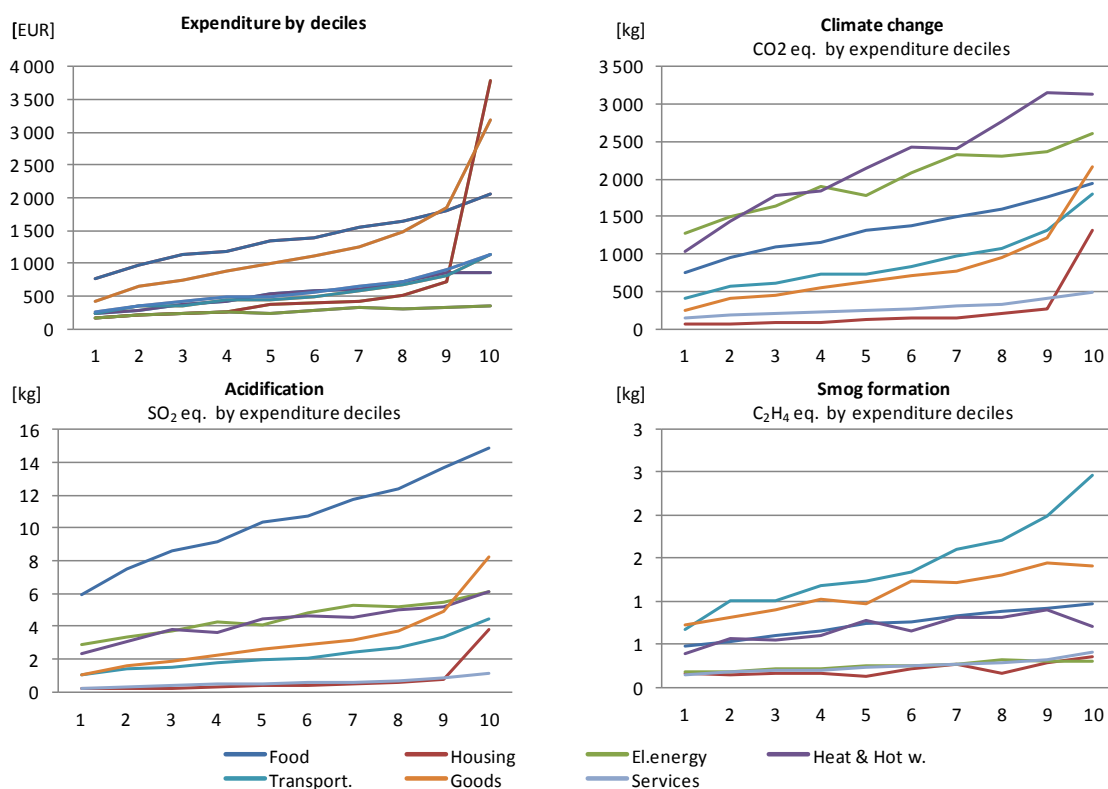 Expenditure by deciles
[EUR]
4 000
3 500
3 000
2 500
2 000
1 500
1 000
500
0
1 2 3 4 5 6 7 8 9 10
Climate change
[kg]
CO2 eq. by expenditure deciles
3 500
3 000
2 500
2 000
1 500
1 000
500
0
1 2 3 4 5 6 7 8 9 10
Acidification
[kg]
SO₂ eq. by expenditure deciles
16
14
12
10
8
6
4
2
0
1 2 3 4 5 6 7 8 9 10
Smog formation
[kg]
C₂H₄ eq. by expenditure deciles
3
3
2
2
1
1
0
1 2 3 4 5 6 7 8 9 10
Food Housing El.energy Heat & Hot w.
Transport. Goods Services